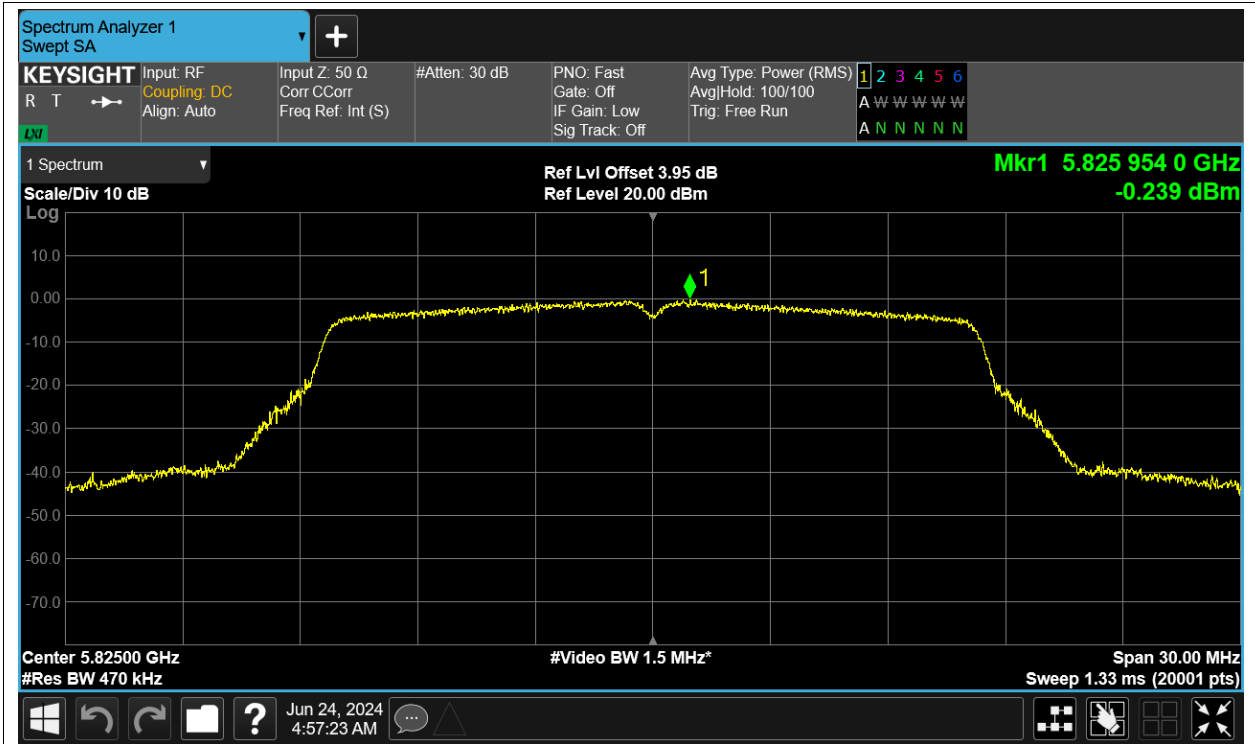 Spectrum Analyzer 1
Swept SA
KEYSIGHT
R T
LXI
Input: RF
Coupling: DC
Align: Auto
Input Z: 50 Ω
Corr CCorr
Freq Ref: Int (S)
#Atten: 30 dB
PNO: Fast
Gate: Off
IF Gain: Low
Sig Track: Off
Avg Type: Power (RMS)
Avg|Hold: 100/100
Trig: Free Run
1 2 3 4 5 6
A W W W W W
A N N N N N
1 Spectrum
Scale/Div 10 dB
Log
Ref Lvl Offset 3.95 dB
Ref Level 20.00 dBm
Mkr1 5.825 954 0 GHz
-0.239 dBm
1
10.0
0.00
-10.0
-20.0
-30.0
-40.0
-50.0
-60.0
-70.0
Center 5.82500 GHz
#Res BW 470 kHz
#Video BW 1.5 MHz*
Span 30.00 MHz
Sweep 1.33 ms (20001 pts)
?
Jun 24, 2024
4:57:23 AM